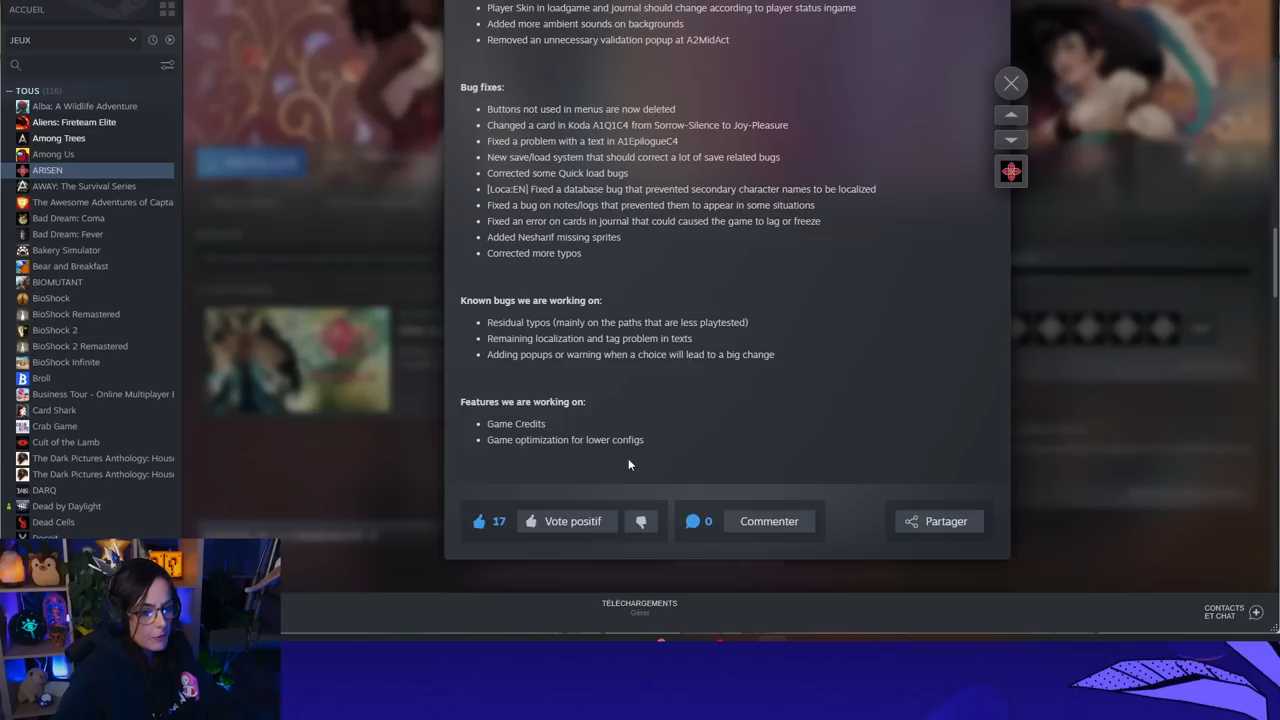 ACCUEIL
JEUX
TOUS (116)
Alba: A Wildlife Adventure
Aliens: Fireteam Elite
Among Trees
Among Us
ARISEN
AWAY: The Survival Series
The Awesome Adventures of Capta
Bad Dream: Coma
Bad Dream: Fever
Bakery Simulator
Bear and Breakfast
BIOMUTANT
BioShock
BioShock Remastered
BioShock 2
BioShock 2 Remastered
BioShock Infinite
Broll
Business Tour - Online Multiplayer
Card Shark
Crab Game
Cult of the Lamb
The Dark Pictures Anthology: House
The Dark Pictures Anthology: House
DARQ
Dead by Daylight
Dead Cells
Player Skin in loadgame and journal should change according to player status ingame
Added more ambient sounds on backgrounds
Removed an unnecessary validation popup at A2MidAct
Bug fixes:
Buttons not used in menus are now deleted
Changed a card in Koda A1Q1C4 from Sorrow-Silence to Joy-Pleasure
Fixed a problem with a text in A1EpilogueC4
New save/load system that should correct a lot of save related bugs
Corrected some Quick load bugs
[Loca:EN] Fixed a database bug that prevented secondary character names to be localized
Fixed a bug on notes/logs that prevented them to appear in some situations
Fixed an error on cards in journal that could caused the game to lag or freeze
Added Nesharif missing sprites
Corrected more typos
Known bugs we are working on:
Residual typos (mainly on the paths that are less playtested)
Remaining localization and tag problem in texts
Adding popups or warning when a choice will lead to a big change
Features we are working on:
Game Credits
Game optimization for lower configs
17 Vote positif
0 Commenter
Partager
TÉLÉCHARGEMENTS
Gérer
CONTACTS
ET CHAT